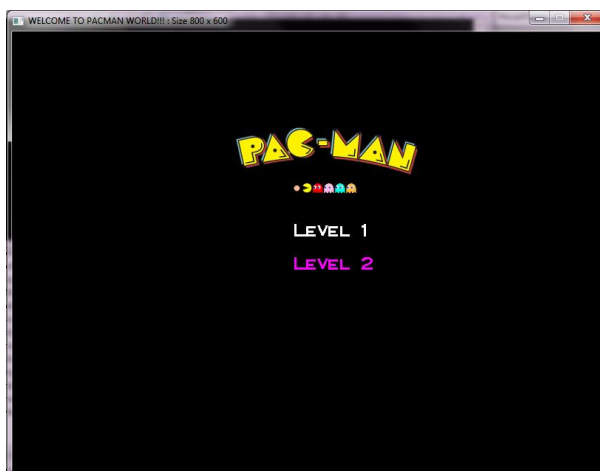 WELCOME TO PACMAN WORLD!!! : Size 800 x 600
PAC-MAN
LEVEL 1
LEVEL 2